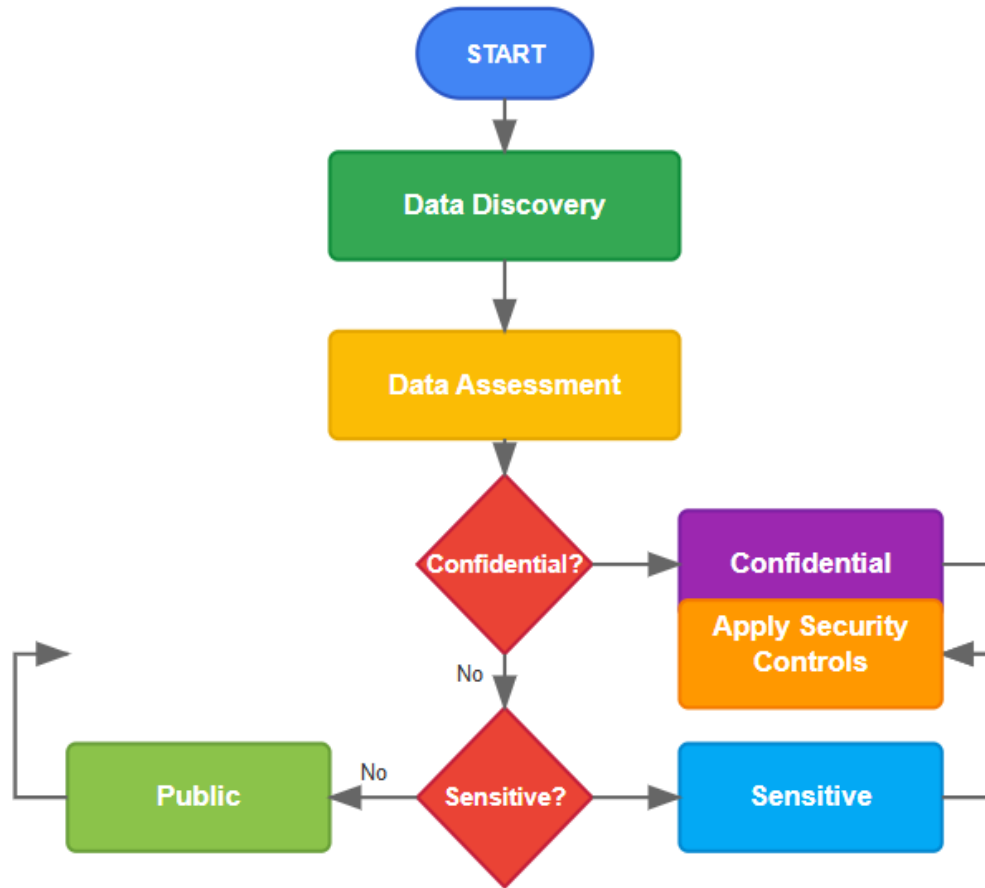 START
Data Discovery
Data Assessment
Confidential?
Confidential
Apply Security
Controls
No
No
Public
Sensitive?
Sensitive